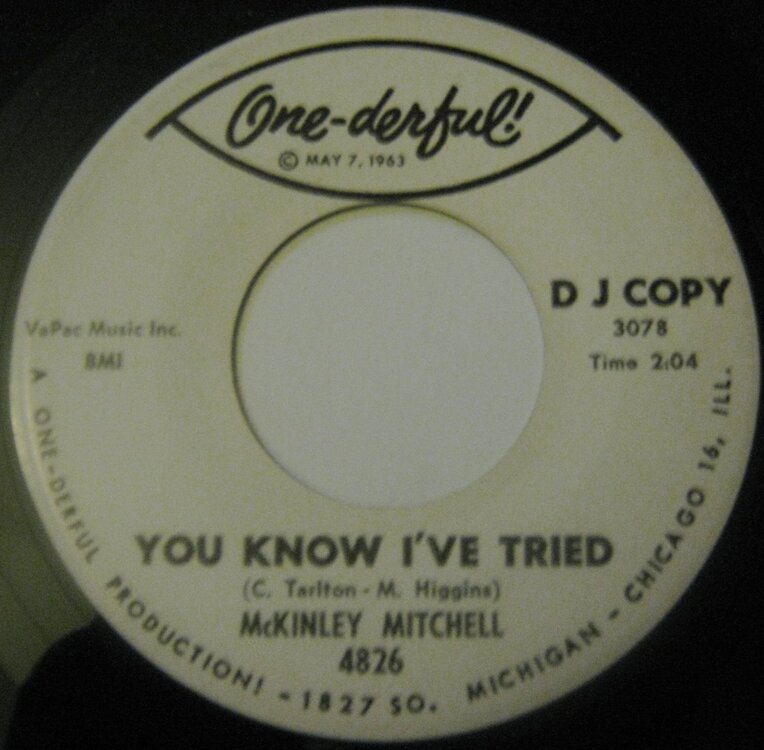 One-derful!
© MAY 7, 1963
D J COPY
3078
Time 2:04
VaPac Music Inc.
BMI
YOU KNOW I'VE TRIED
(C. Tarlton - M. Higgins)
McKINLEY MITCHELL
4826
A ONE-DERFUL PRODUCTION! - 1827 SO. MICHIGAN - CHICAGO 16, ILL.